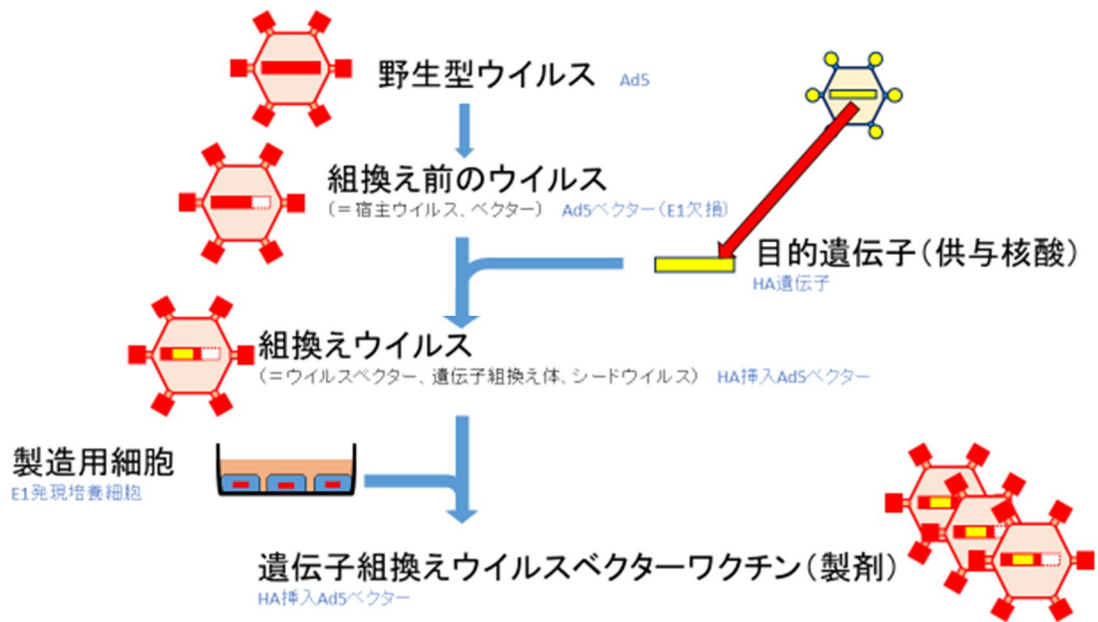 野生型ウイルス Ad5
組換え前のウイルス
(＝宿主ウイルス、ベクター) Ad5ベクター(E1欠損)
目的遺伝子(供与核酸)
HA遺伝子
組換えウイルス
(＝ウイルスベクター、遺伝子組換え体、シードウイルス) HA挿入Ad5ベクター
製造用細胞
E1発現培養細胞
遺伝子組換えウイルスベクターワクチン(製剤)
HA挿入Ad5ベクター